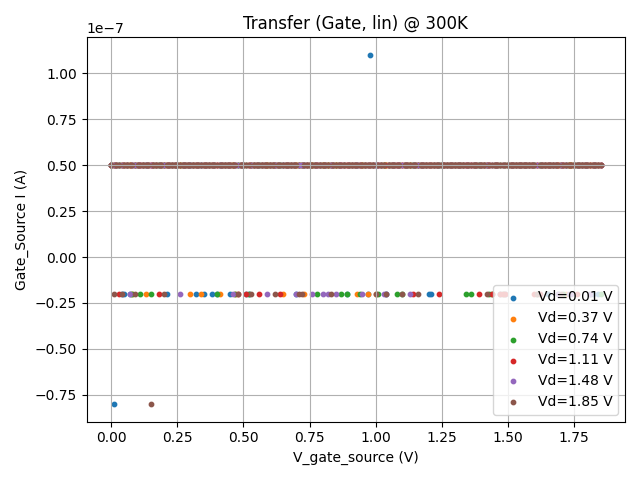 Transfer (Gate, lin) @ 300K
1e−7
1.00
0.75
0.50
0.25
0.00
−0.25
−0.50
−0.75
Gate_Source I (A)
0.00 0.25 0.50 0.75 1.00 1.25 1.50 1.75
V_gate_source (V)
Vd=0.01 V
Vd=0.37 V
Vd=0.74 V
Vd=1.11 V
Vd=1.48 V
Vd=1.85 V